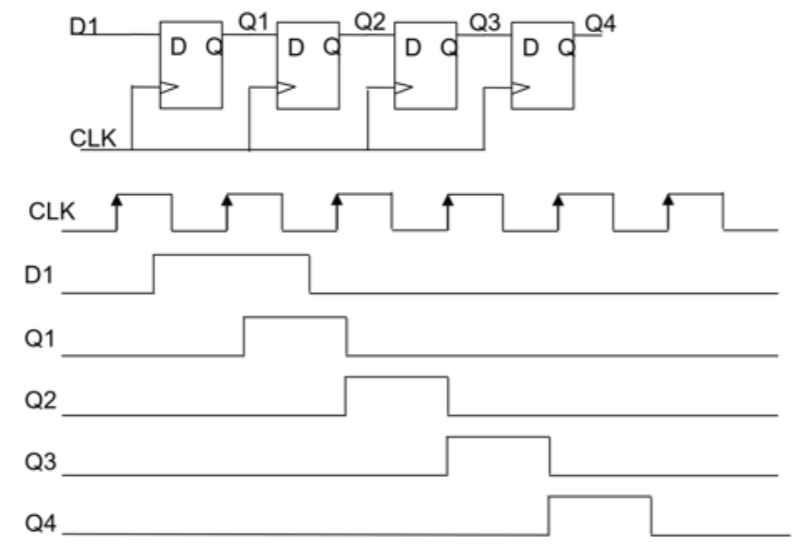 D1 Q1 Q2 Q3 Q4
D Q D Q D Q D Q
CLK
CLK
D1
Q1
Q2
Q3
Q4